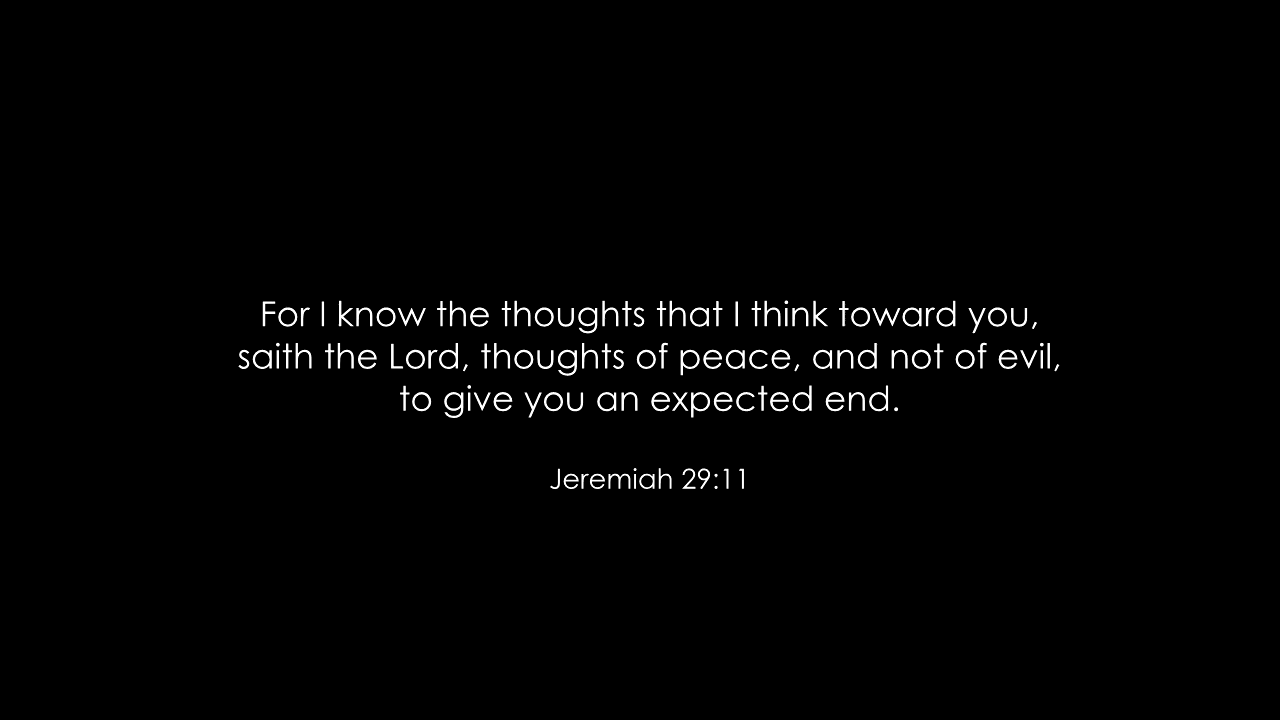 For I know the thoughts that I think toward you,
saith the Lord, thoughts of peace, and not of evil,
to give you an expected end.
Jeremiah 29:11